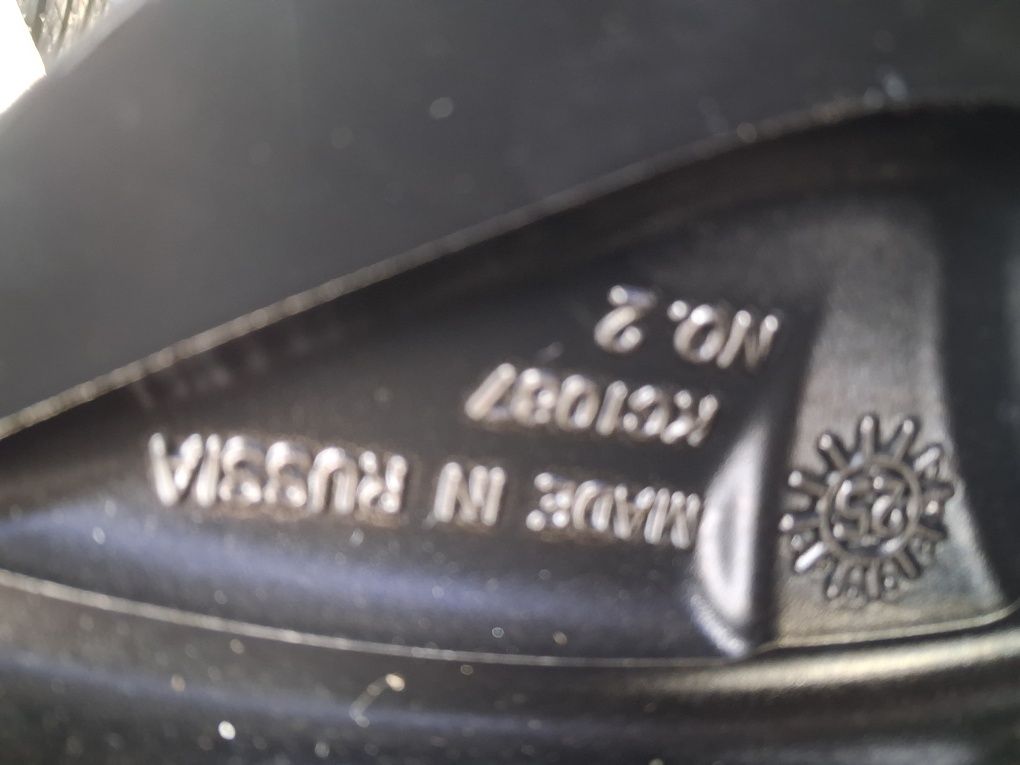 NO. 2
KC1087
MADE IN RUSSIA
25